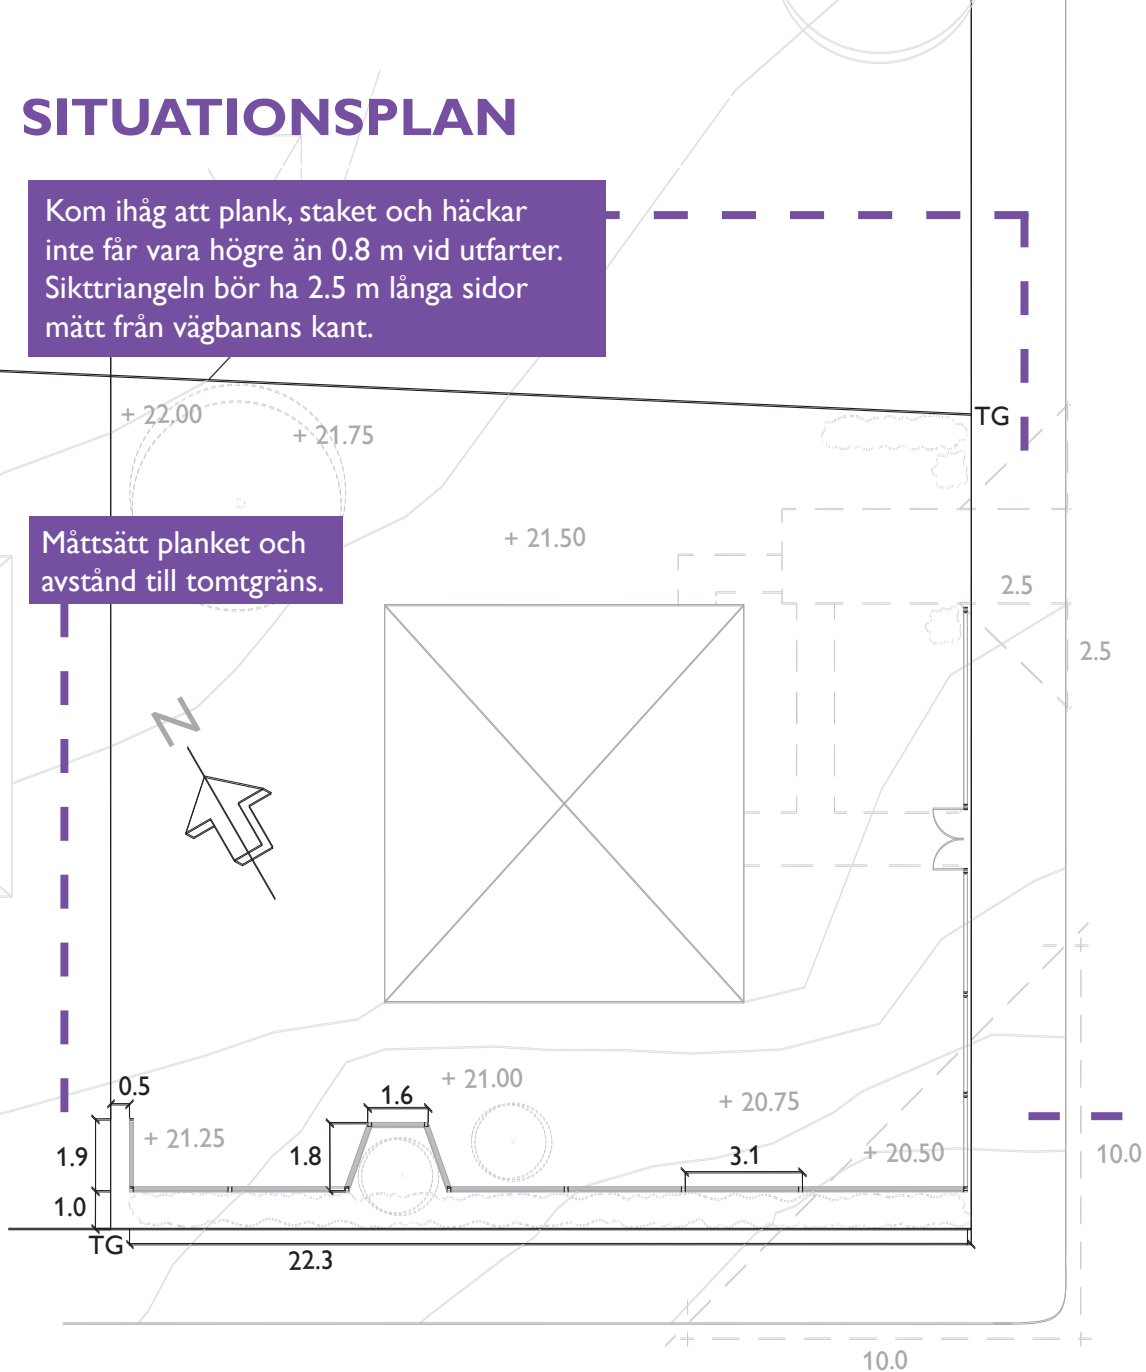 SITUATIONSPLAN
Kom ihåg att plank, staket och häckar
inte får vara högre än 0.8 m vid utfarter.
Sikttriangeln bör ha 2.5 m långa sidor
mätt från vägbanans kant.
+ 22.00
+ 21.75
TG
Måttsätt planket och
avstånd till tomtgräns.
+ 21.50
2.5
2.5
N
0.5
1.6
+ 21.00
+ 20.75
+ 21.25
1.9
1.8
3.1
+ 20.50
10.0
1.0
TG
22.3
10.0